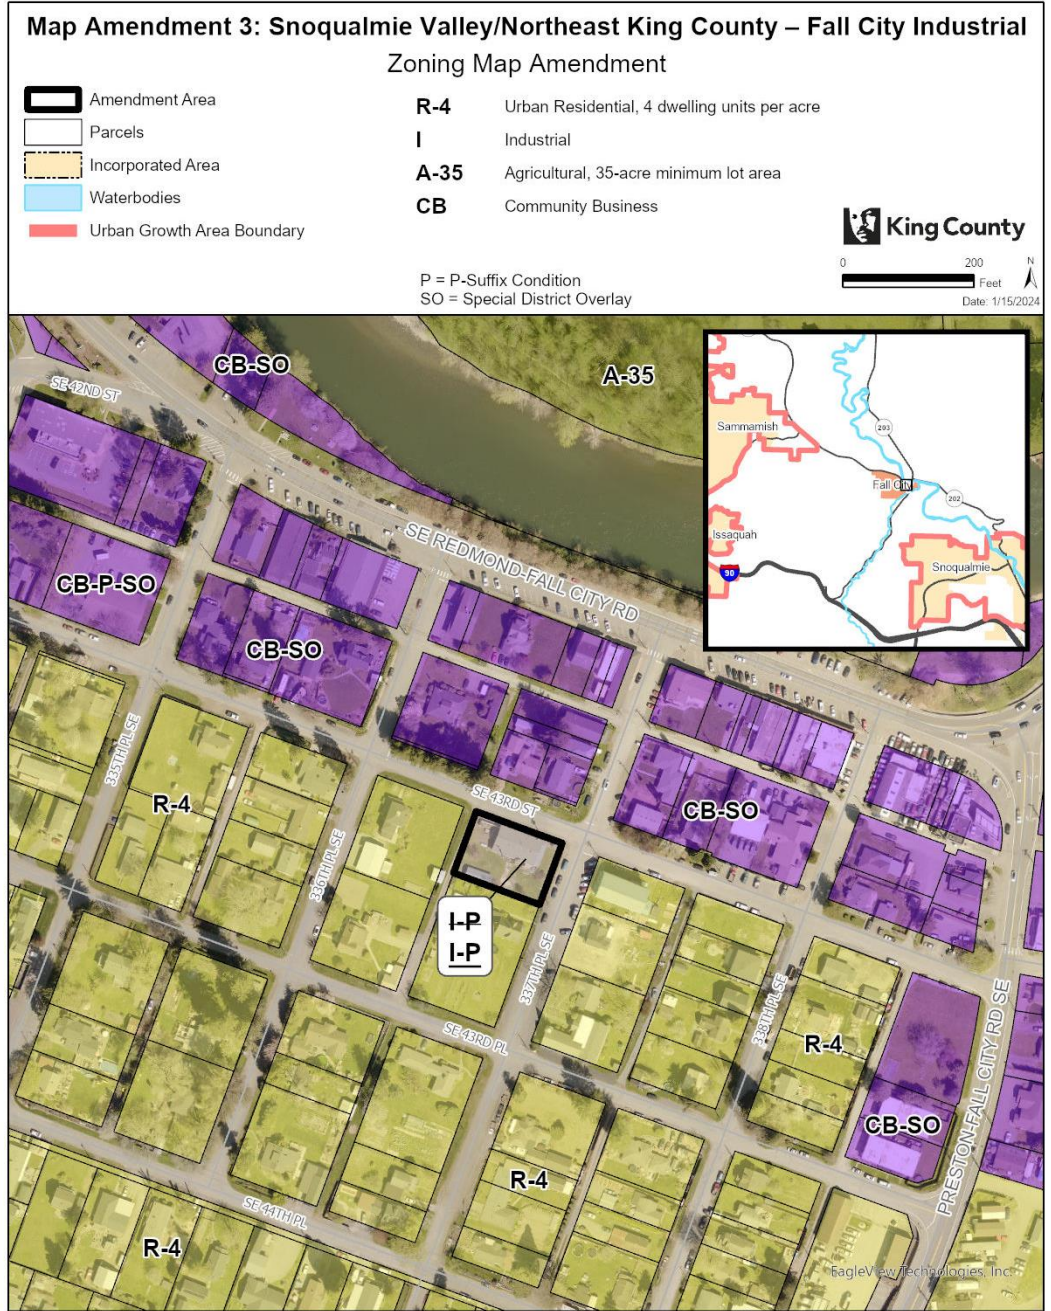 Map Amendment 3: Snoqualmie Valley/Northeast King County – Fall City Industrial
Zoning Map Amendment
Amendment Area
Parcels
Incorporated Area
Waterbodies
Urban Growth Area Boundary
R-4 Urban Residential, 4 dwelling units per acre
I Industrial
A-35 Agricultural, 35-acre minimum lot area
CB Community Business
P = P-Suffix Condition
SO = Special District Overlay
King County
0 200
Feet
N
Date: 1/15/2024
CB-SO
A-35
SE 42ND ST
Sammamish
203
Fall City
202
Issaquah
90
Snoqualmie
SE REDMOND-FALL CITY RD
CB-P-SO
CB-SO
335TH PL SE
R-4
SE 43RD ST
CB-SO
336TH PL SE
I-P
I-P
337TH PL SE
338TH PL SE
SE 43RD PL
R-4
PRESTON-FALL CITY RD SE
CB-SO
R-4
SE 44TH PL
R-4
EagleView Technologies, Inc.